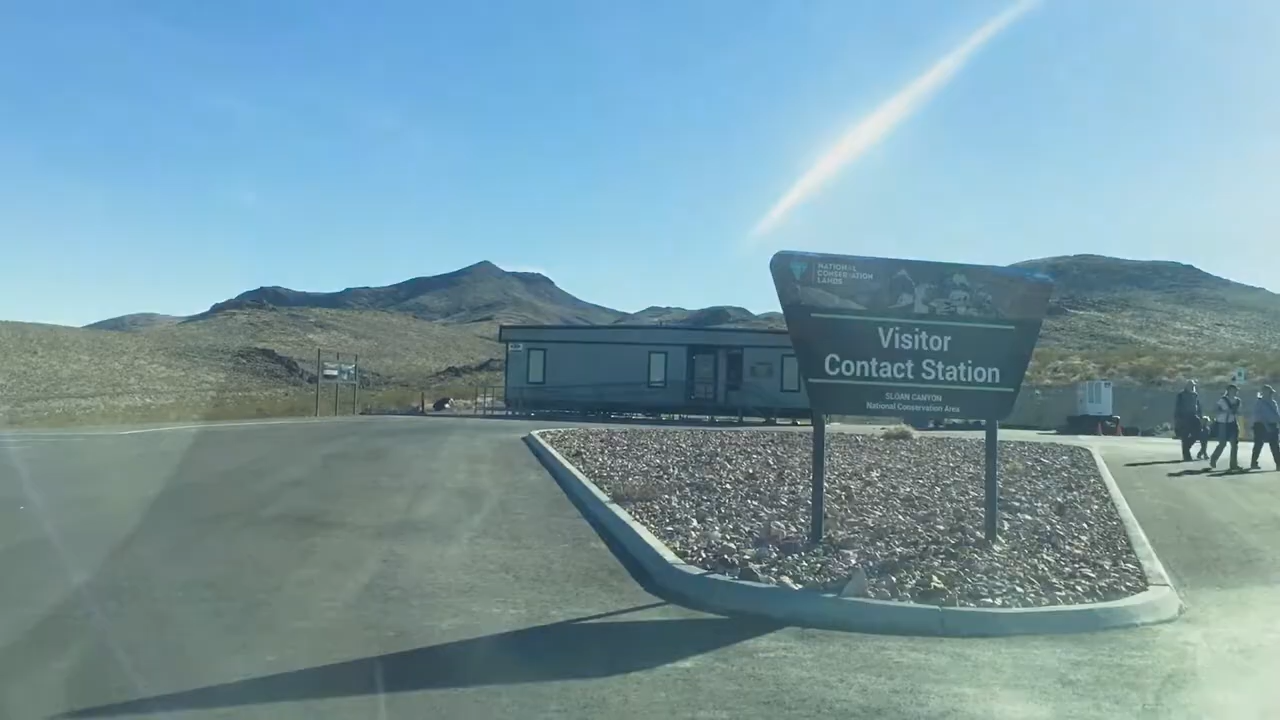 NATIONAL
CONSERVATION
LANDS
Visitor
Contact Station
SLOAN CANYON
National Conservation Area